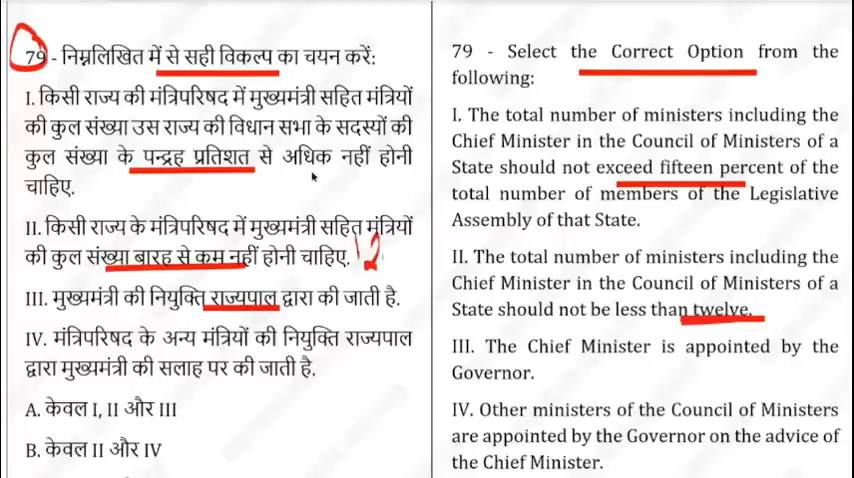 79 - निम्नलिखित में से सही विकल्प का चयन करें:
I. किसी राज्य की मंत्रिपरिषद में मुख्यमंत्री सहित मंत्रियों
की कुल संख्या उस राज्य की विधान सभा के सदस्यों की
कुल संख्या के पन्द्रह प्रतिशत से अधिक नहीं होनी
चाहिए.
II. किसी राज्य के मंत्रिपरिषद में मुख्यमंत्री सहित मंत्रियों
की कुल संख्या बारह से कम नहीं होनी चाहिए. 12
III. मुख्यमंत्री की नियुक्ति राज्यपाल द्वारा की जाती है.
IV. मंत्रिपरिषद के अन्य मंत्रियों की नियुक्ति राज्यपाल
द्वारा मुख्यमंत्री की सलाह पर की जाती है.
A. केवल I, II और III
B. केवल II और IV
79 - Select the Correct Option from the
following:
I. The total number of ministers including the
Chief Minister in the Council of Ministers of a
State should not exceed fifteen percent of the
total number of members of the Legislative
Assembly of that State.
II. The total number of ministers including the
Chief Minister in the Council of Ministers of a
State should not be less than twelve.
III. The Chief Minister is appointed by the
Governor.
IV. Other ministers of the Council of Ministers
are appointed by the Governor on the advice of
the Chief Minister.